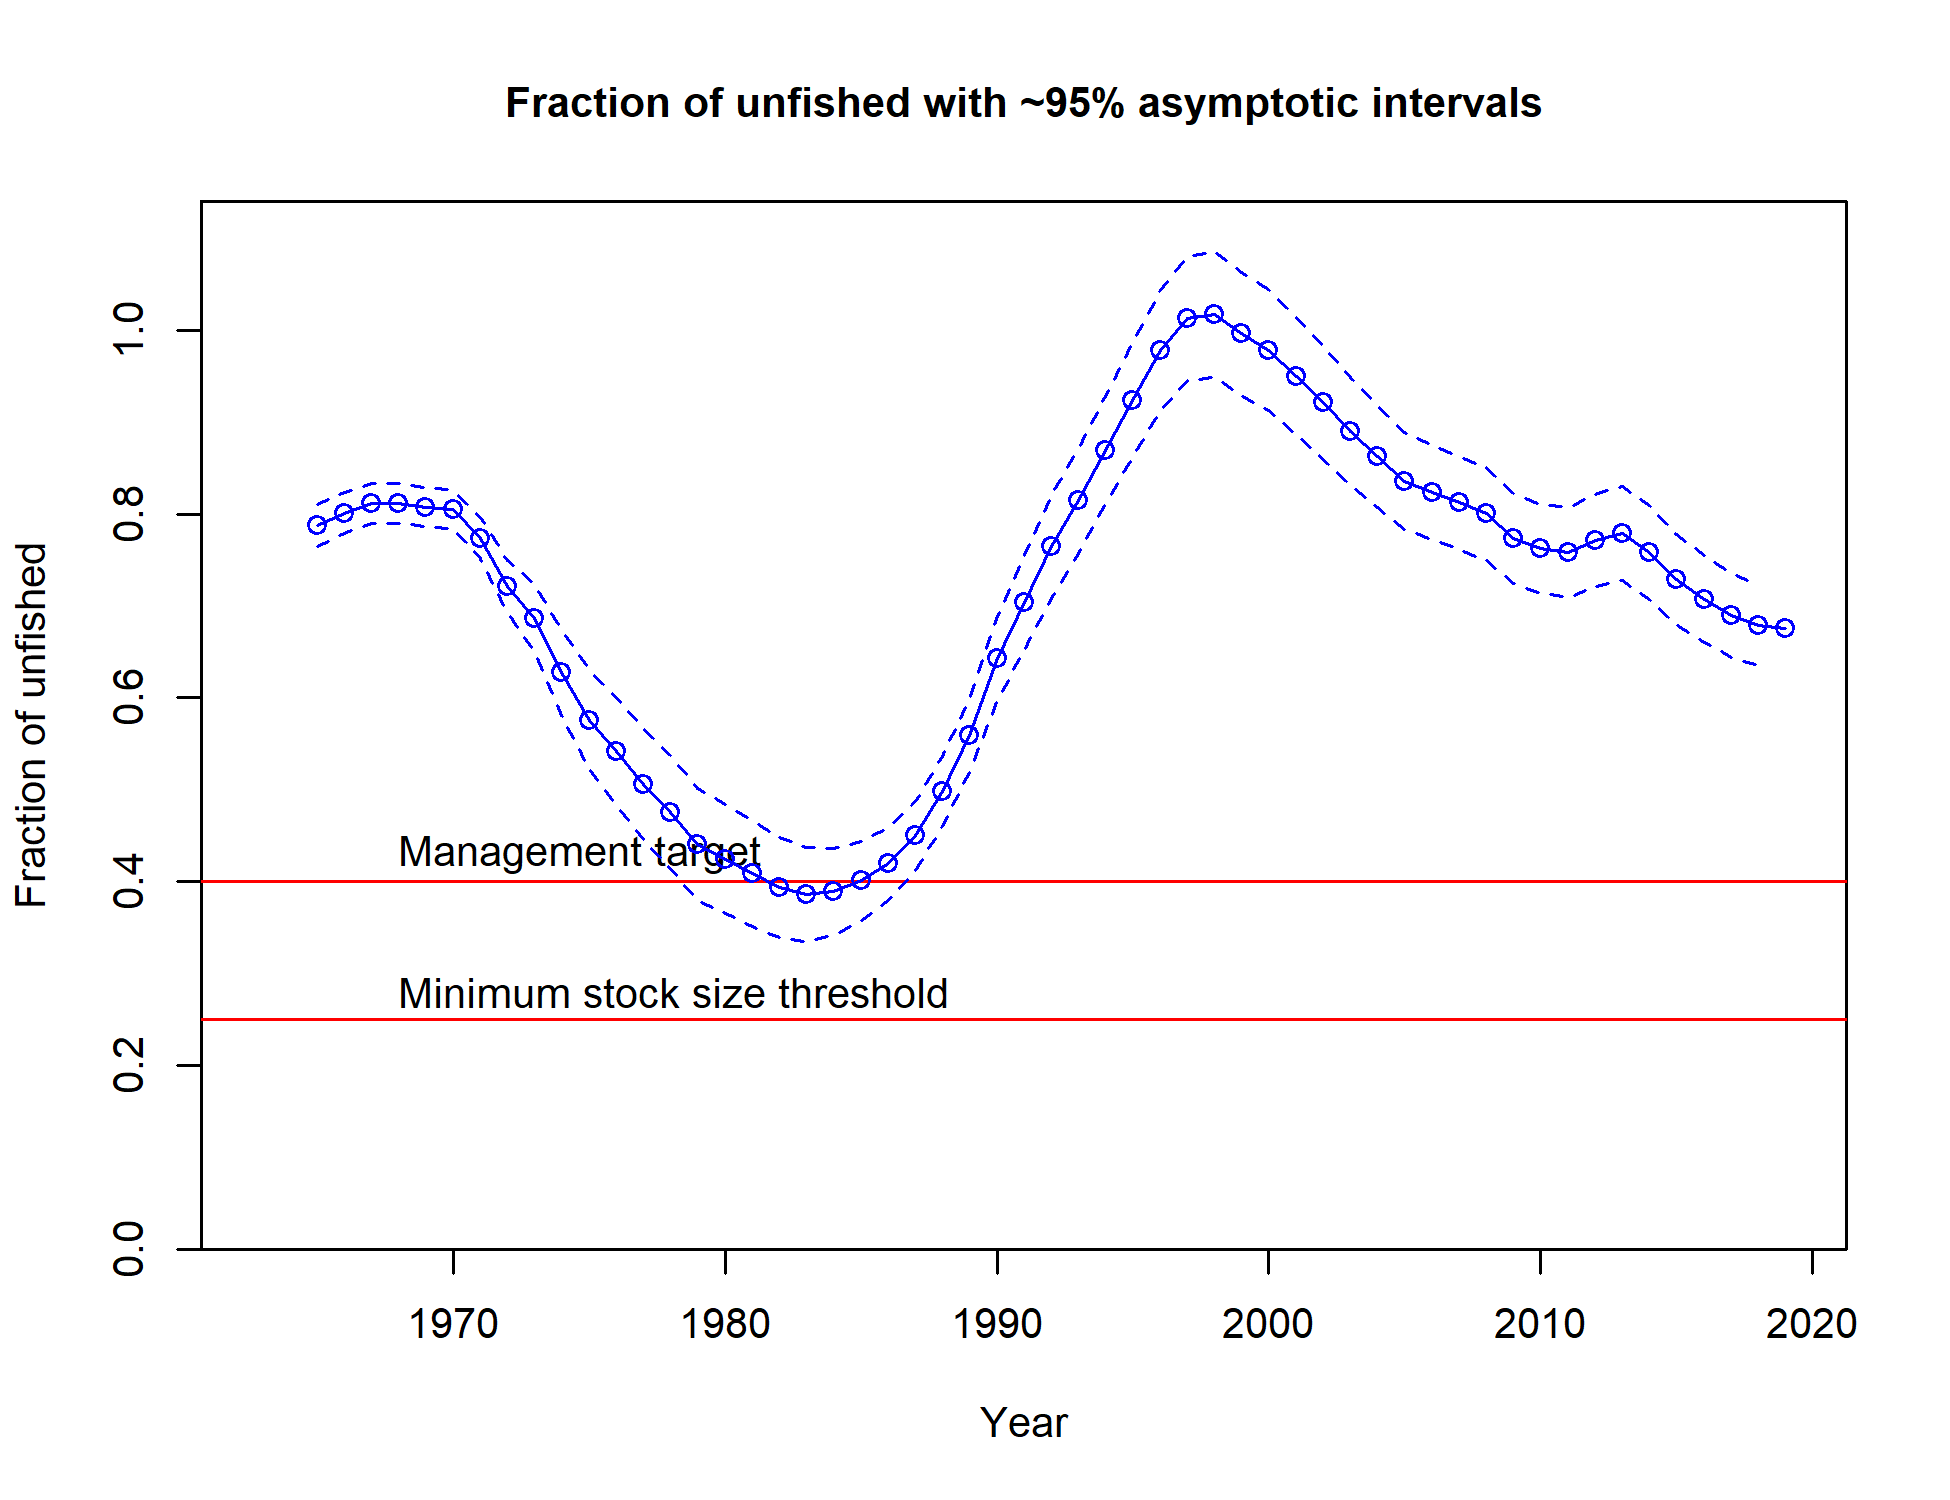 Fraction of unfished with ~95% asymptotic intervals
Fraction of unfished
1.0
0.8
0.6
0.4
0.2
0.0
Management target
Minimum stock size threshold
1970 1980 1990 2000 2010 2020
Year